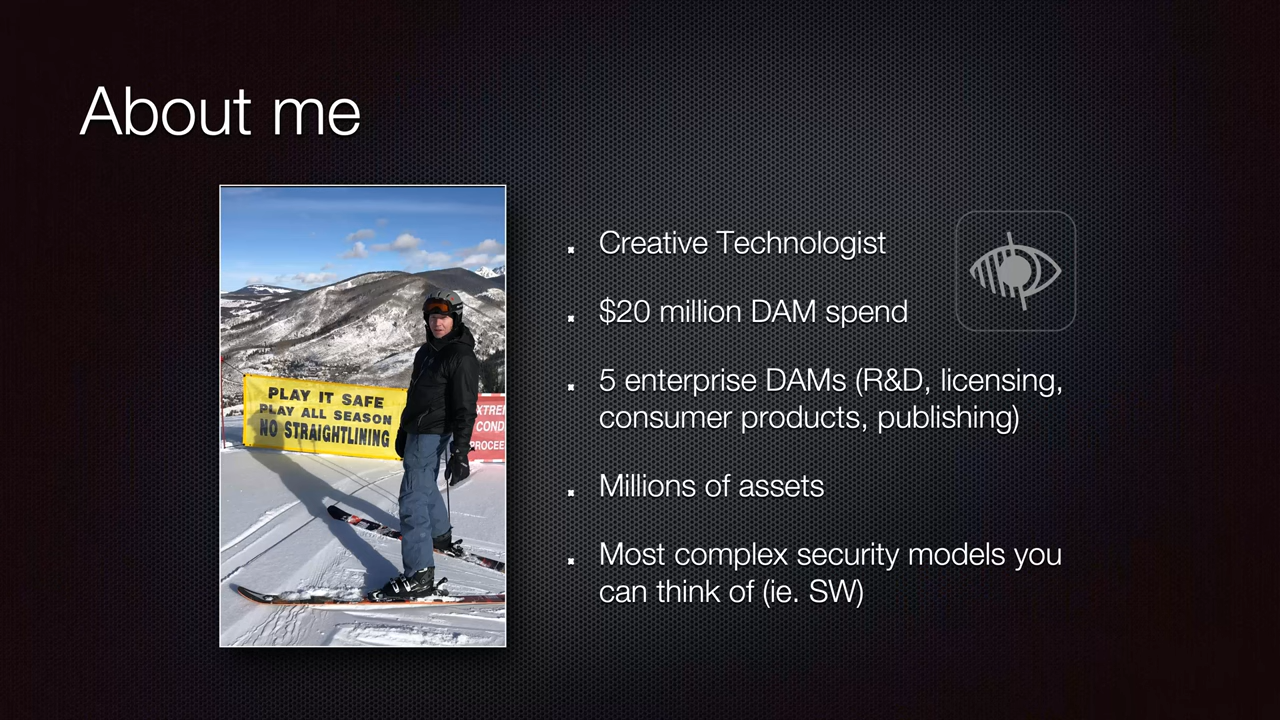 About me
PLAY IT SAFE
PLAY ALL SEASON
NO STRAIGHTLINING
COND
Creative Technologist
$20 million DAM spend
5 enterprise DAMs (R&D, licensing,
consumer products, publishing)
Millions of assets
Most complex security models you
can think of (ie. SW)